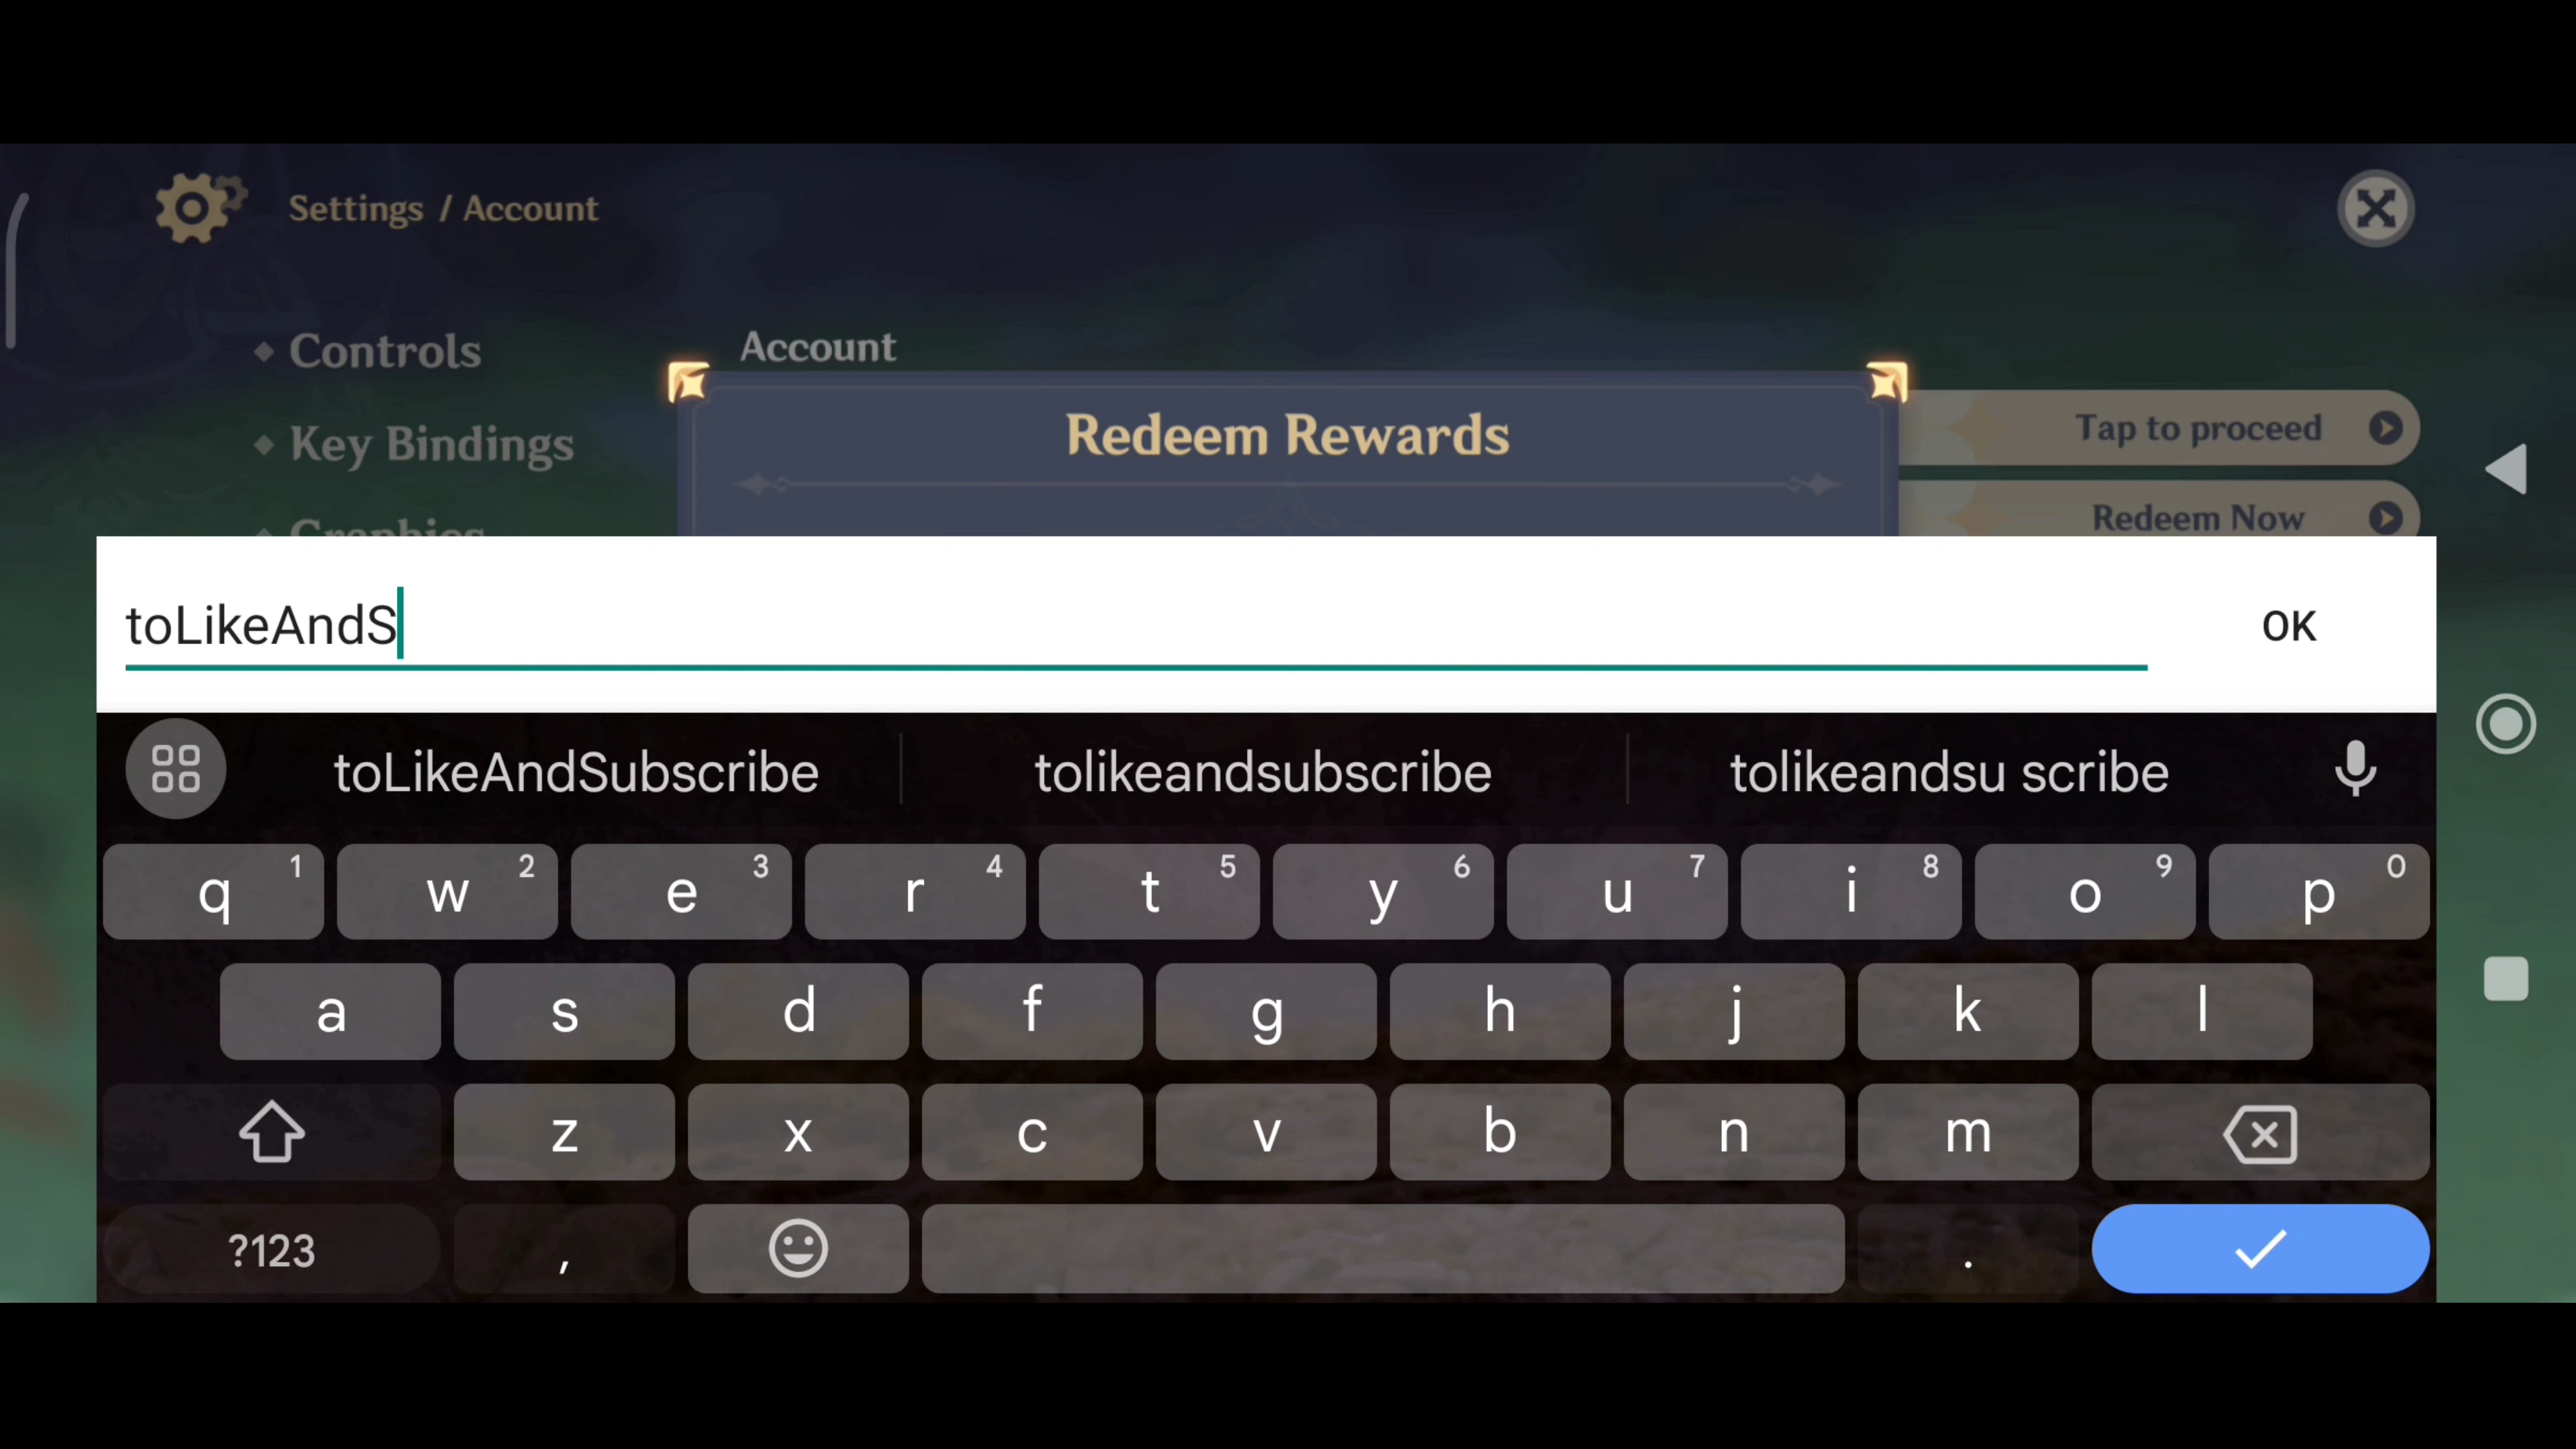 Settings / Account
Controls
Account
Key Bindings
Redeem Rewards
Tap to proceed
Graphics
Redeem Now
toLikeAndS
OK
toLikeAndSubscribe
tolikeandsubscribe
tolikeandsu scribe
q 1 w 2 e 3 r 4 t 5 y 6 u 7 i 8 o 9 p 0
a s d f g h j k l
z x c v b n m
?123 , .